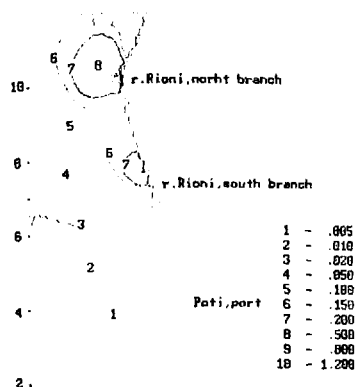 6
7
8
10.
r.Rioni,norht branch
5
6
7
1
8 .
7
r.Rioni,south branch
6 .
3
2
Poti,port
4 .
1
2 .
1 - .005
2 - .010
3 - .020
4 - .050
5 - .100
6 - .150
7 - .200
8 - .500
9 - .800
10 - 1.200